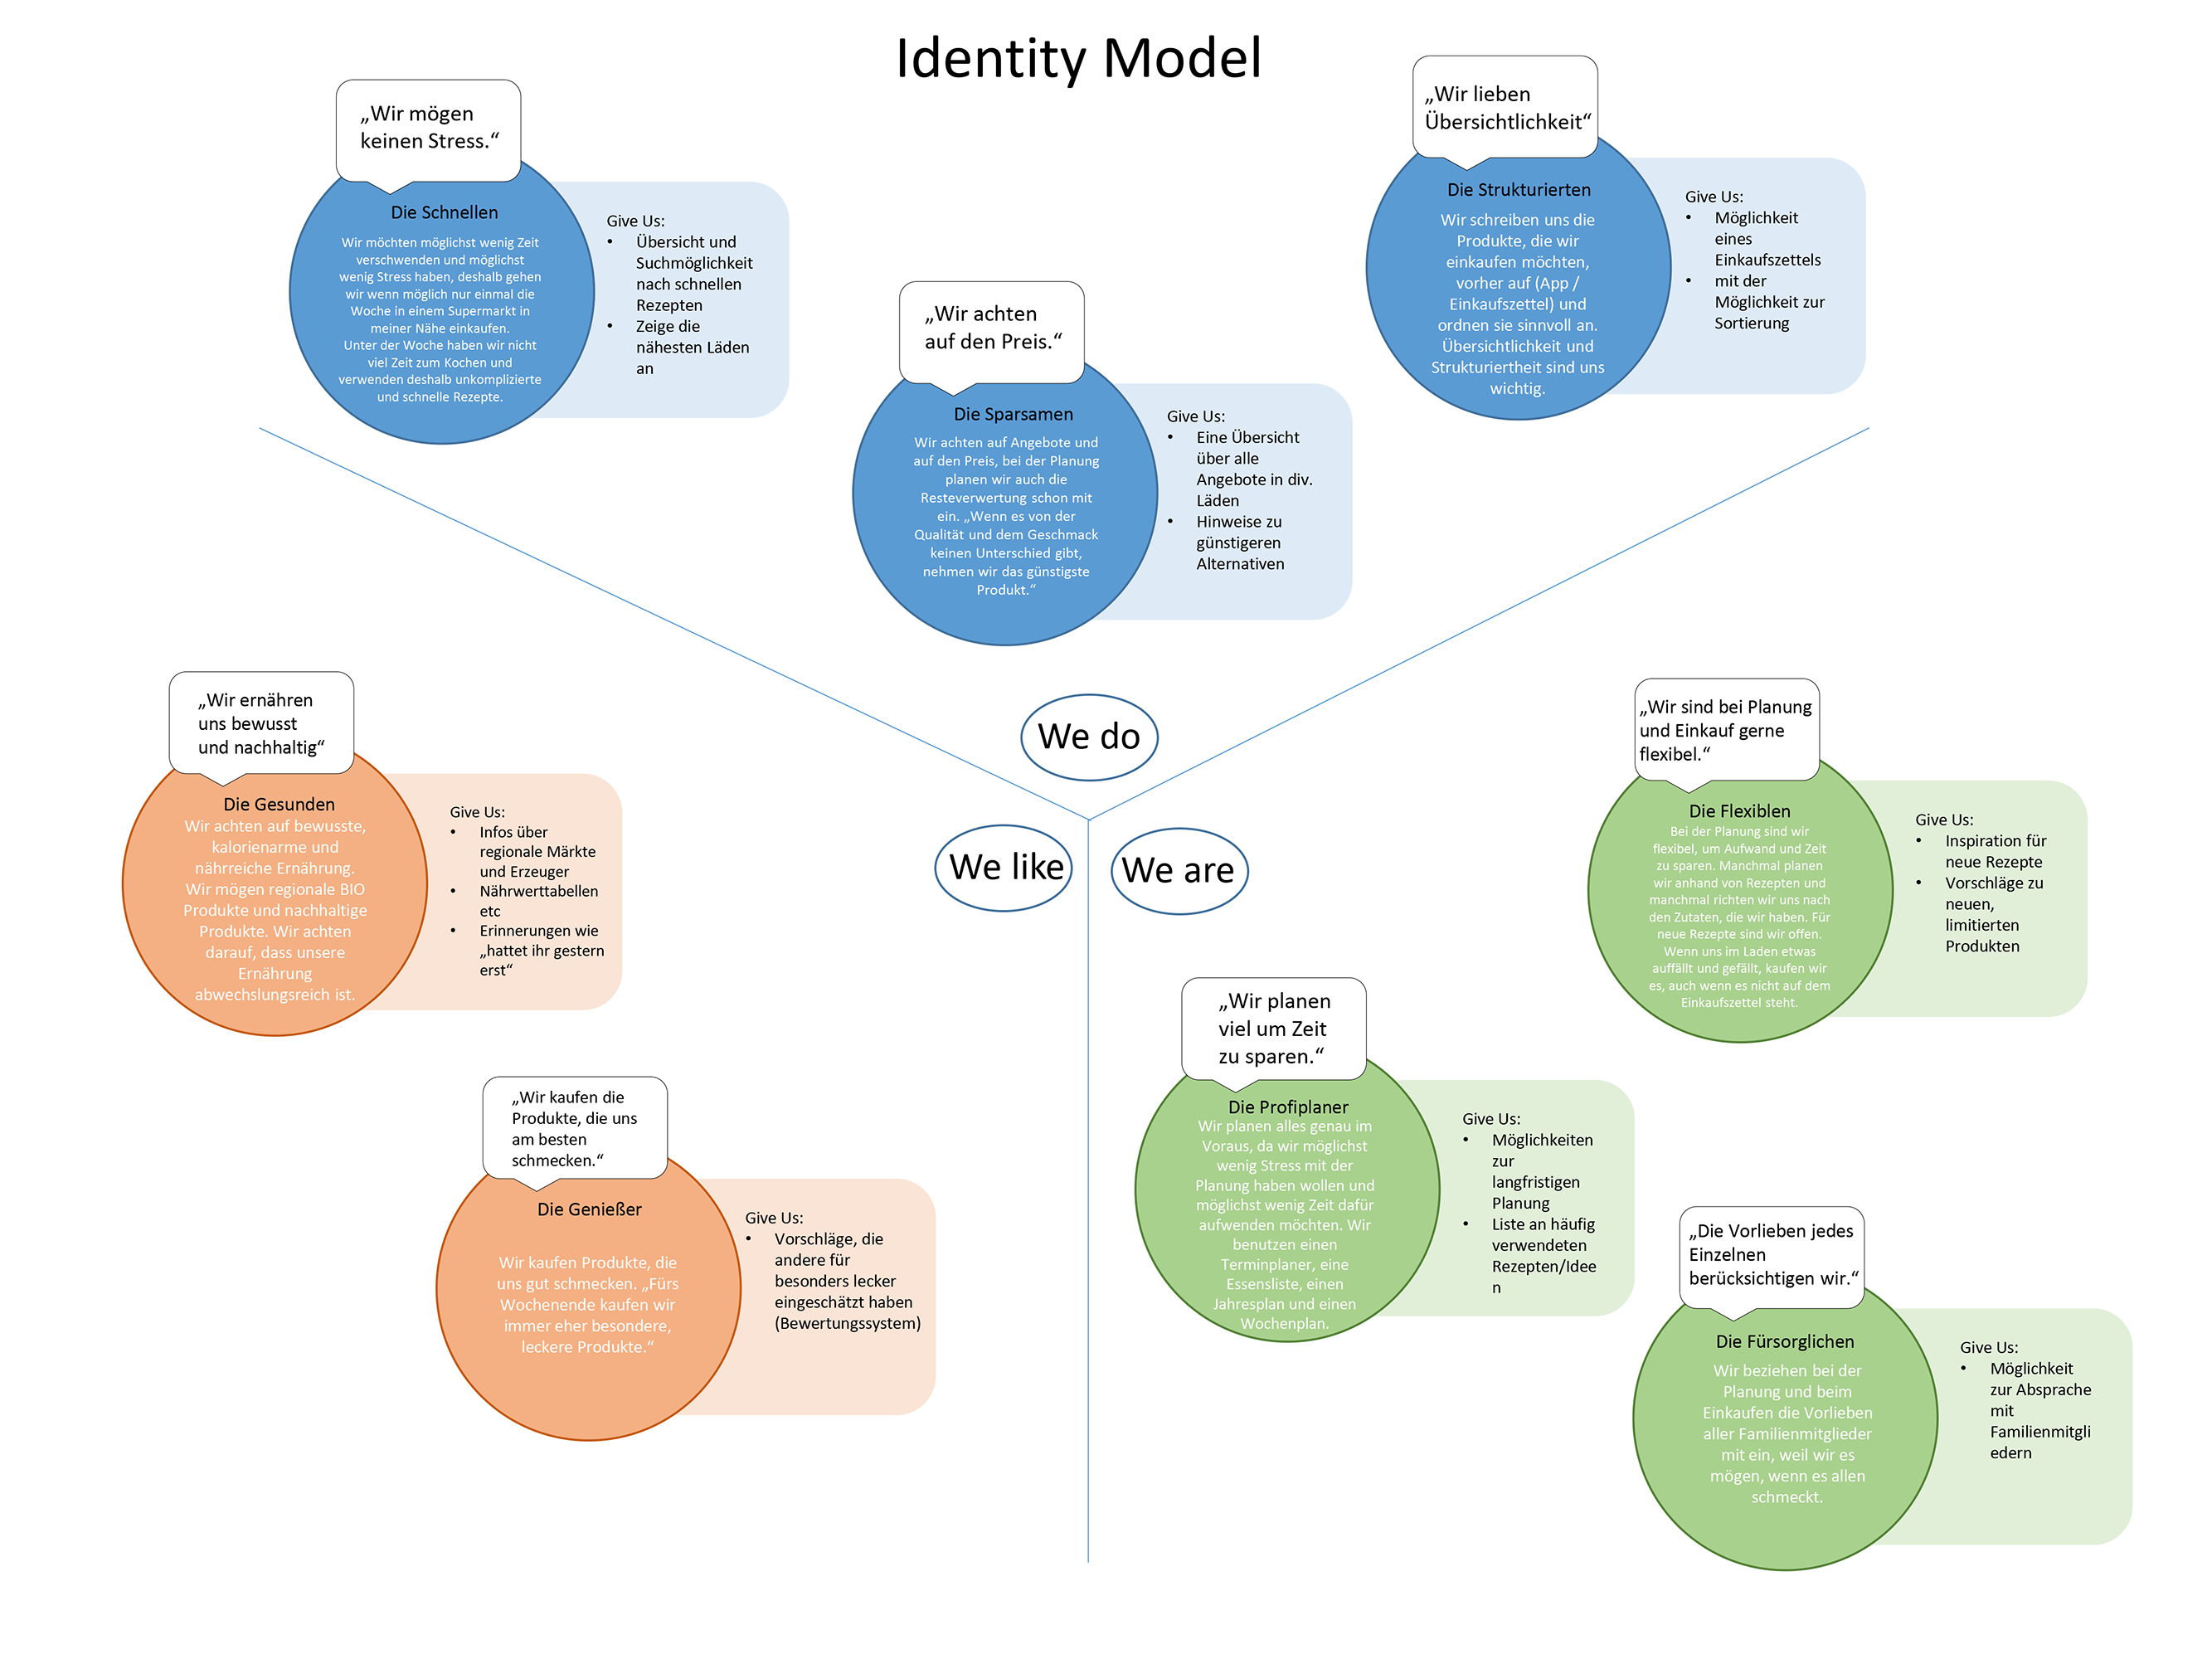 Identity Model
„Wir mögen
keinen Stress.“
Die Schnellen
Wir möchten möglichst wenig Zeit
verschwenden und möglichst
wenig Stress haben, deshalb gehen
wir wenn möglich nur einmal die
Woche in einem Supermarkt in
meiner Nähe einkaufen.
Unter der Woche haben wir nicht
viel Zeit zum Kochen und
verwenden deshalb unkomplizierte
und schnelle Rezepte.
Give Us:
• Übersicht und
Suchmöglichkeit
nach schnellen
Rezepten
• Zeige die
nähesten Läden
an
„Wir achten
auf den Preis.“
Die Sparsamen
Wir achten auf Angebote und
auf den Preis, bei der Planung
planen wir auch die
Resteverwertung schon mit
ein. „Wenn es von der
Qualität und dem Geschmack
keinen Unterschied gibt,
nehmen wir das günstigste
Produkt.“
Give Us:
• Eine Übersicht
über alle
Angebote in div.
Läden
• Hinweise zu
günstigeren
Alternativen
„Wir lieben
Übersichtlichkeit“
Die Strukturierten
Wir schreiben uns die
Produkte, die wir
einkaufen möchten,
vorher auf (App /
Einkaufszettel) und
ordnen sie sinnvoll an.
Übersichtlichkeit und
Strukturiertheit sind uns
wichtig.
Give Us:
• Möglichkeit
eines
Einkaufszettels
• mit der
Möglichkeit zur
Sortierung
We do
We like
We are
„Wir ernähren
uns bewusst
und nachhaltig“
Die Gesunden
Wir achten auf bewusste,
kalorienarme und
nährreiche Ernährung.
Wir mögen regionale BIO
Produkte und nachhaltige
Produkte. Wir achten
darauf, dass unsere
Ernährung
abwechslungsreich ist.
Give Us:
• Infos über
regionale Märkte
und Erzeuger
• Nährwerttabellen
etc
• Erinnerungen wie
„hattet ihr gestern
erst“
„Wir kaufen die
Produkte, die uns
am besten
schmecken.“
Die Genießer
Wir kaufen Produkte, die
uns gut schmecken. „Fürs
Wochenende kaufen wir
immer eher besondere,
leckere Produkte.“
Give Us:
• Vorschläge, die
andere für
besonders lecker
eingeschätzt haben
(Bewertungssystem)
„Wir sind bei Planung
und Einkauf gerne
flexibel.“
Die Flexiblen
Bei der Planung sind wir
flexibel, um Aufwand und Zeit
zu sparen. Manchmal planen
wir anhand von Rezepten und
manchmal richten wir uns nach
den Zutaten, die wir haben. Für
neue Rezepte sind wir offen.
Wenn uns im Laden etwas
auffällt und gefällt, kaufen wir
es, auch wenn es nicht auf dem
Einkaufszettel steht.
Give Us:
• Inspiration für
neue Rezepte
• Vorschläge zu
neuen,
limitierten
Produkten
„Wir planen
viel um Zeit
zu sparen.“
Die Profiplaner
Wir planen alles genau im
Voraus, da wir möglichst
wenig Stress mit der
Planung haben wollen und
möglichst wenig Zeit dafür
aufwenden möchten. Wir
benutzen einen
Terminplaner, eine
Essensliste, einen
Jahresplan und einen
Wochenplan.
Give Us:
• Möglichkeiten
zur
langfristigen
Planung
• Liste an häufig
verwendeten
Rezepten/Idee
n
„Die Vorlieben jedes
Einzelnen
berücksichtigen wir.“
Die Fürsorglichen
Wir beziehen bei der
Planung und beim
Einkaufen die Vorlieben
aller Familienmitglieder
mit ein, weil wir es
mögen, wenn es allen
schmeckt.
Give Us:
• Möglichkeit
zur Absprache
mit
Familienmitgli
edern